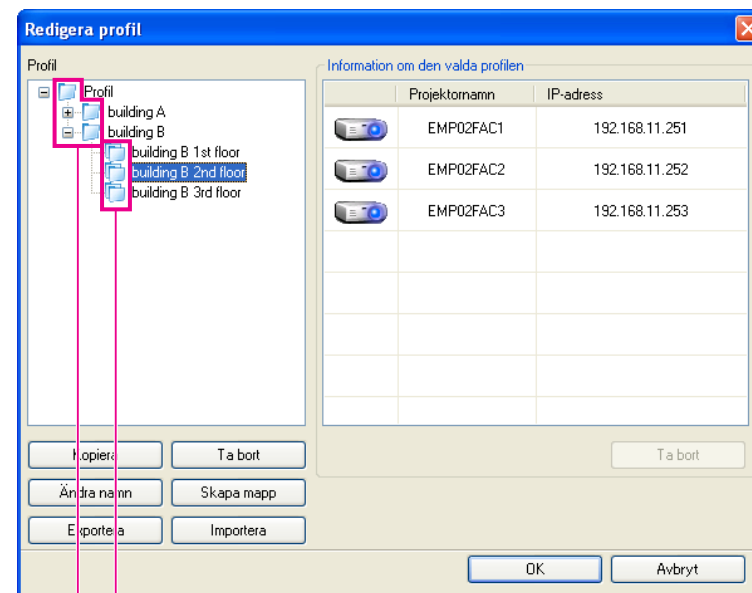 Redigera profil
Profil
Information om den valda profilen
Profil
building A
building B
building B 1st floor
building B 2nd floor
building B 3rd floor
Projektornamn IP-adress
EMP02FAC1 192.168.11.251
EMP02FAC2 192.168.11.252
EMP02FAC3 192.168.11.253
Kopiera Ta bort
Ta bort
Ändra namn Skapa mapp
Exportera Importera
OK Avbryt